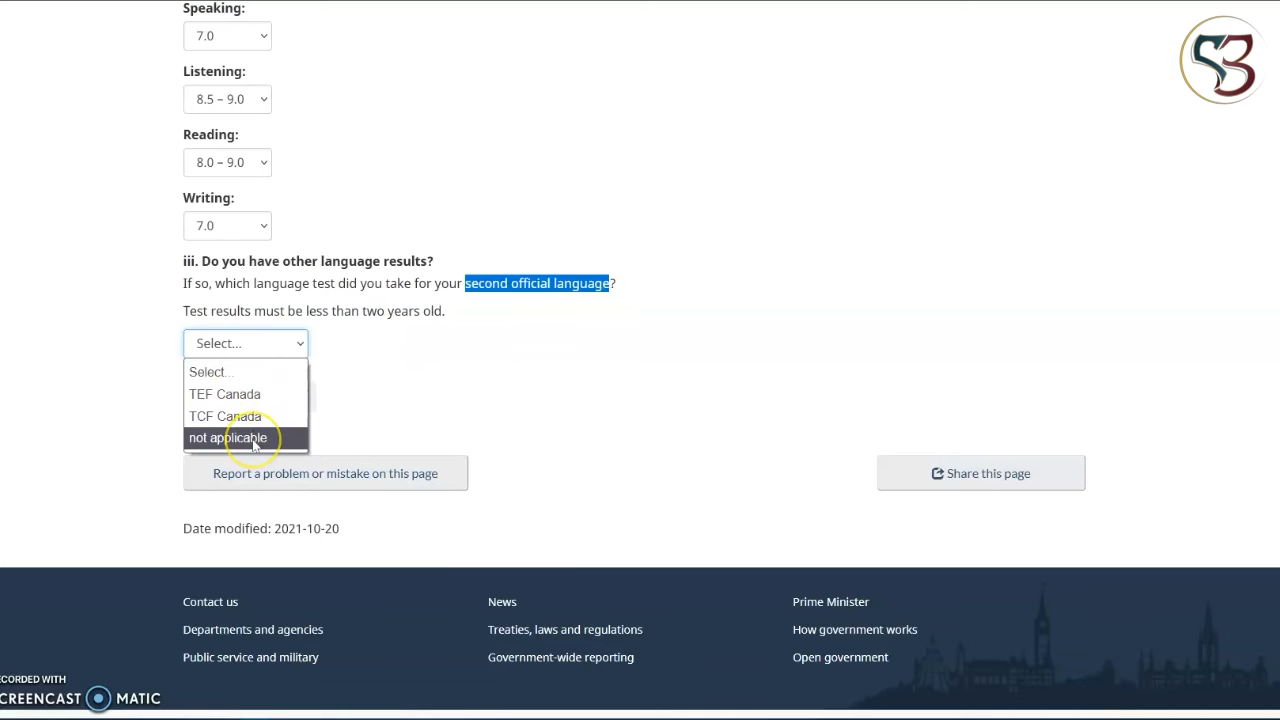 Speaking:
7.0
Listening:
8.5 – 9.0
Reading:
8.0 – 9.0
Writing:
7.0
iii. Do you have other language results?
If so, which language test did you take for your second official language?
Test results must be less than two years old.
Select...
Select...
TEF Canada
TCF Canada
not applicable
Report a problem or mistake on this page
Share this page
Date modified: 2021-10-20
Contact us
News
Prime Minister
Departments and agencies
Treaties, laws and regulations
How government works
Public service and military
Government-wide reporting
Open government
ECORDED WITH
CREENCAST MATIC